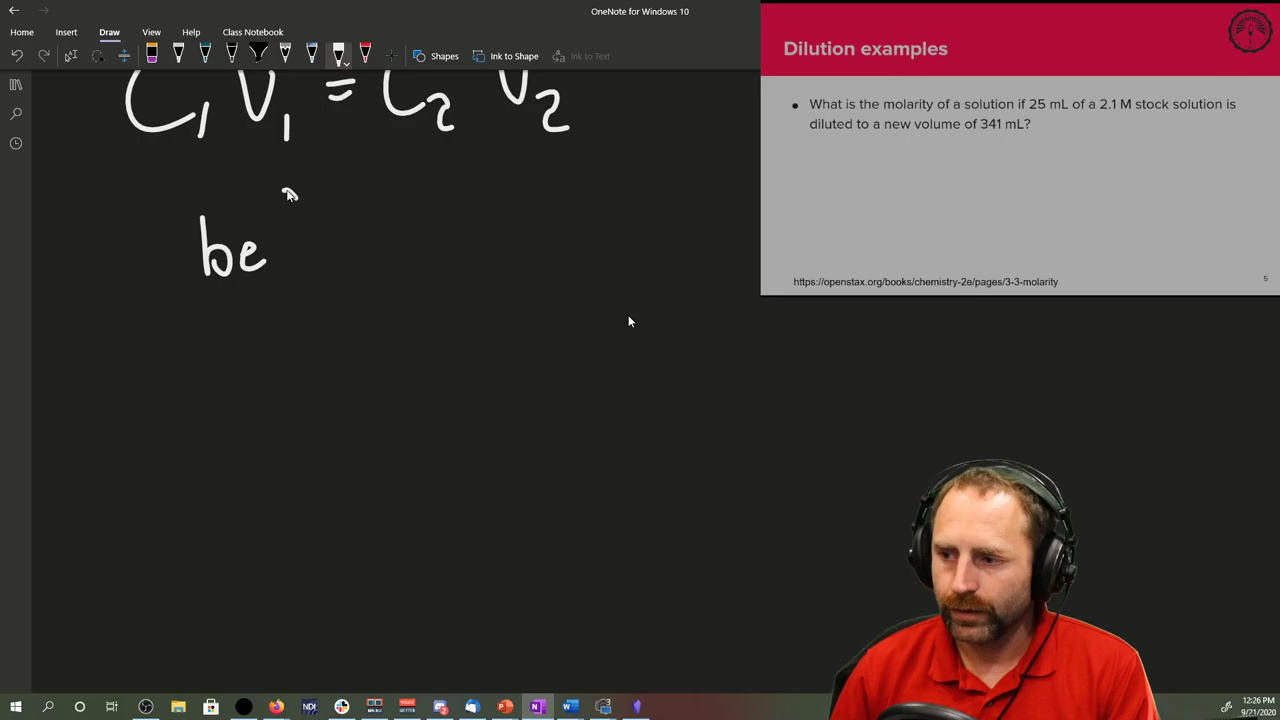 OneNote for Windows 10
Home Insert Draw View Help Class Notebook
Shapes Ink to Shape Ink to Text
C1 V1 = C2 V2
be
Dilution examples
• What is the molarity of a solution if 25 mL of a 2.1 M stock solution is
diluted to a new volume of 341 mL?
https://openstax.org/books/chemistry-2e/pages/3-3-molarity
5
NDI
12:26 PM
9/21/2020